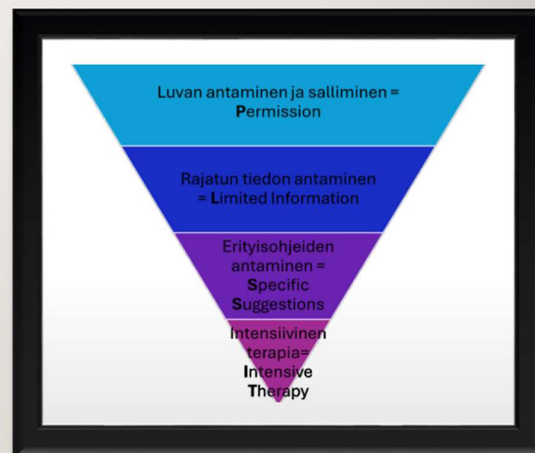 Luvan antaminen ja salliminen =
Permission
Rajatun tiedon antaminen
= Limited Information
Erityisohjeiden
antaminen =
Specific
Suggestions
Intensiivinen
terapia=
Intensive
Therapy